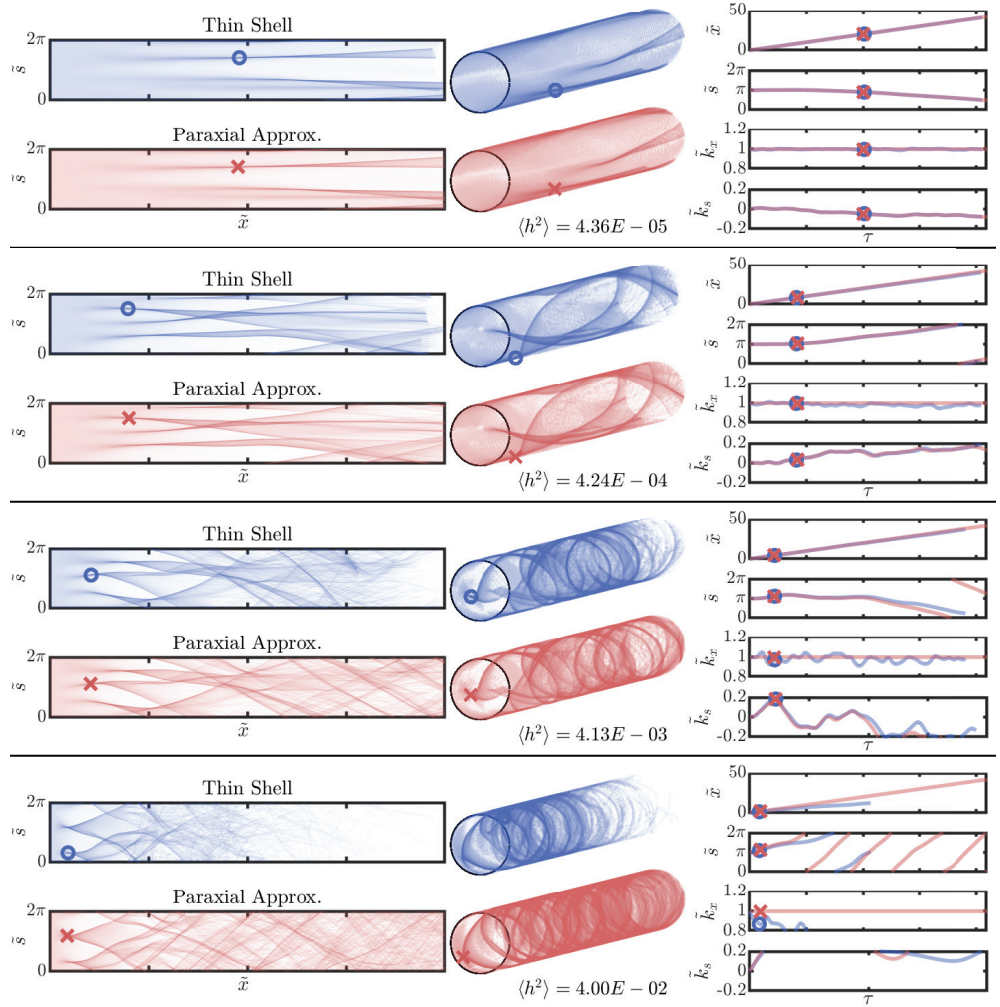 Thin Shell
2π
s̃
0
Paraxial Approx.
2π
s̃
0
x̃
⟨h²⟩ = 4.36E − 05
50
x̃
0
2π
s̃ π
0
1.2
k̃ₓ 1
0.8
0.2
k̃ₛ 0
-0.2
τ
Thin Shell
2π
s̃
0
Paraxial Approx.
2π
s̃
0
x̃
⟨h²⟩ = 4.24E − 04
50
x̃
0
2π
s̃ π
0
1.2
k̃ₓ 1
0.8
0.2
k̃ₛ 0
-0.2
τ
Thin Shell
2π
s̃
0
Paraxial Approx.
2π
s̃
0
x̃
⟨h²⟩ = 4.13E − 03
50
x̃
0
2π
s̃ π
0
1.2
k̃ₓ 1
0.8
0.2
k̃ₛ 0
-0.2
τ
Thin Shell
2π
s̃
0
Paraxial Approx.
2π
s̃
0
x̃
⟨h²⟩ = 4.00E − 02
50
x̃
0
2π
s̃ π
0
1.2
k̃ₓ 1
0.8
0.2
k̃ₛ 0
-0.2
τ